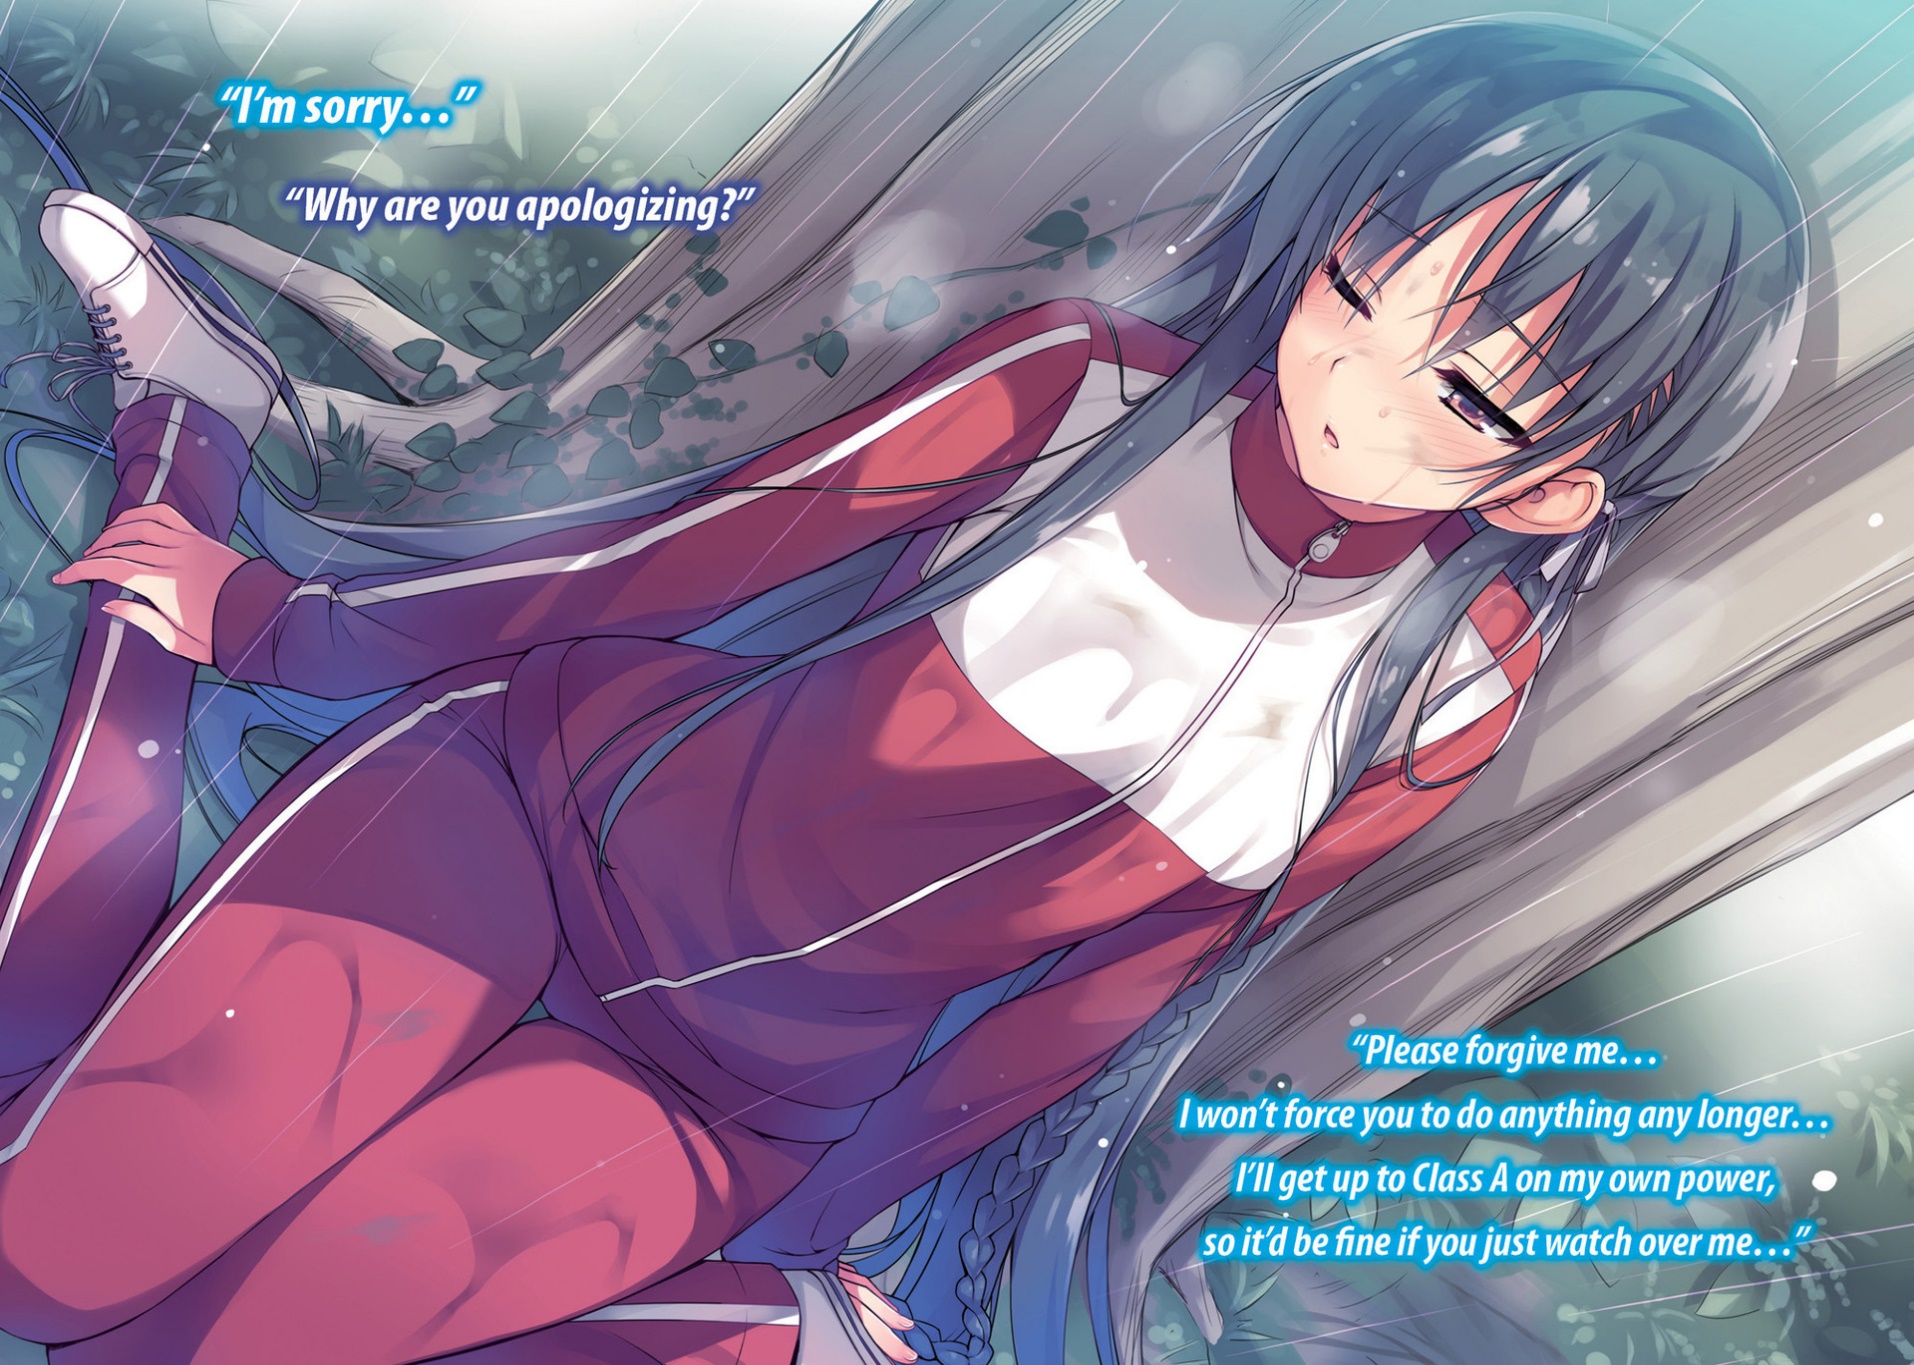 “I’m sorry…”
“Why are you apologizing?”
“Please forgive me…
I won’t force you to do anything any longer…
I’ll get up to Class A on my own power,
so it’d be fine if you just watch over me…”